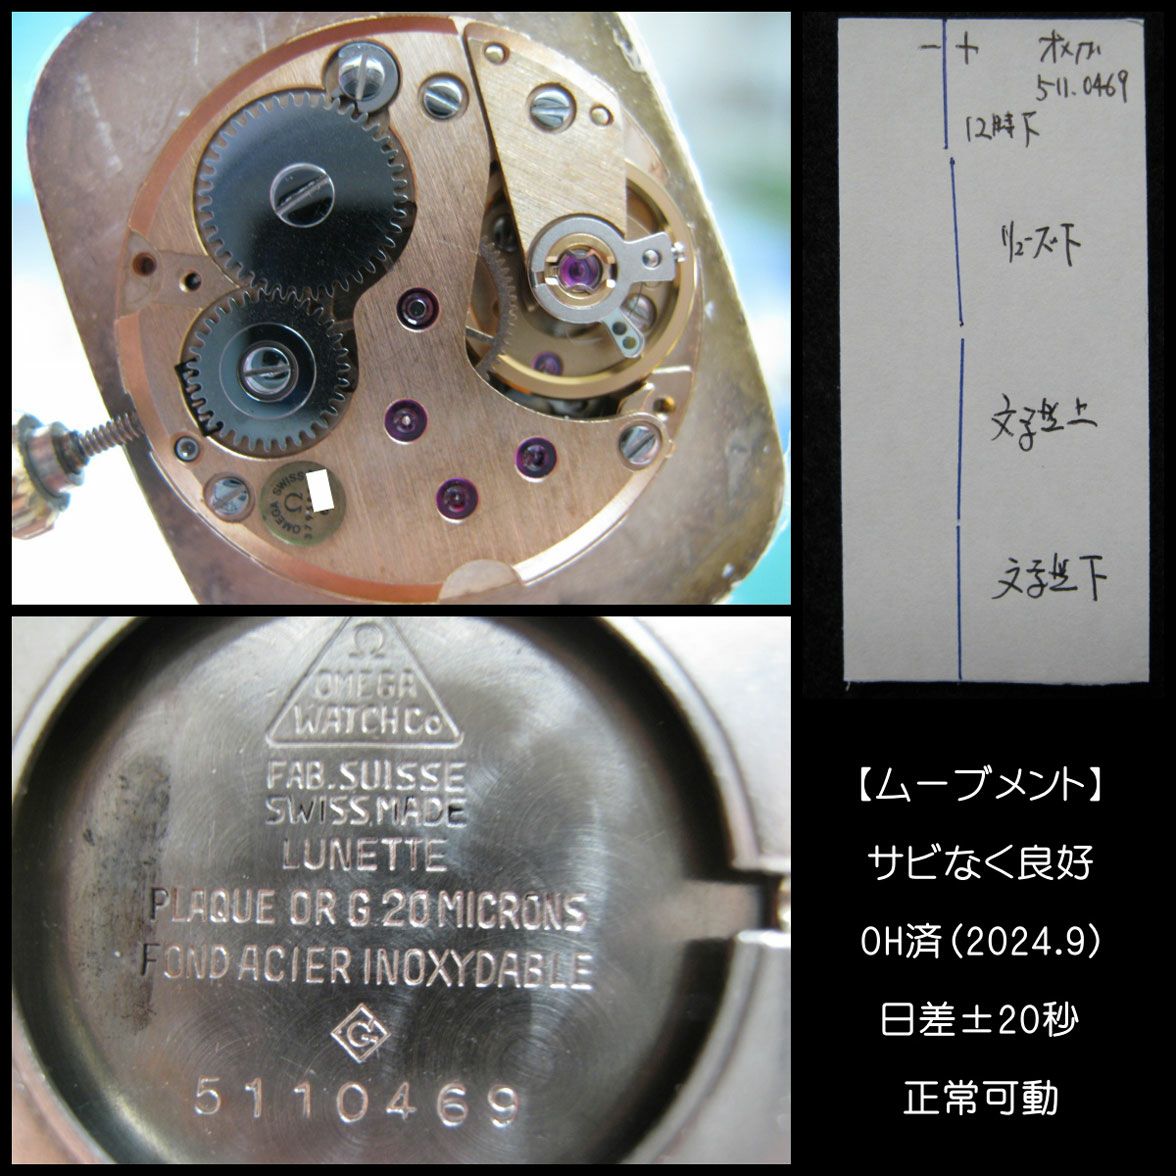 SWISS
Ω
OMEGA
− +
オメガ
511.0469
12時下
リューズ下
文字盤上
文字盤下
Ω
OMEGA
WATCH Co
FAB. SUISSE
SWISS MADE
LUNETTE
PLAQUE OR G 20 MICRONS
FOND ACIER INOXYDABLE
G
5110469
【ムーブメント】
サビなく良好
OH済(2024.9)
日差±20秒
正常可動